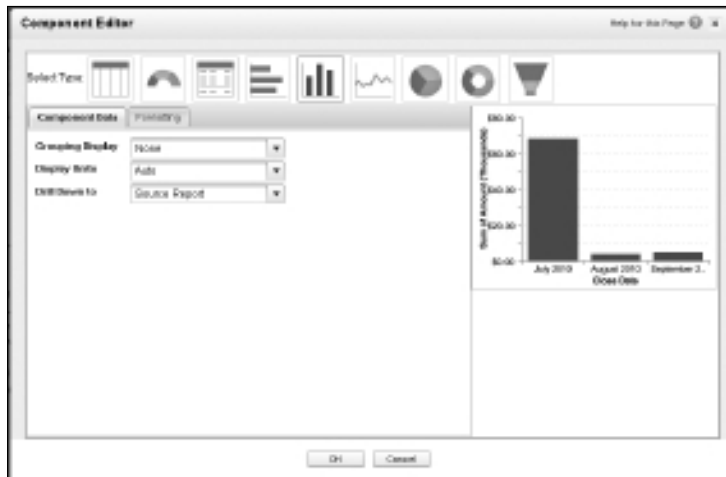 Component Editor
Help for this Page
Select Type:
Component Data Formatting
Grouping Display None
Display Units Auto
Drill Down to Source Report
Sum of Amount (Thousands)
$80.00
$60.00
$40.00
$20.00
$0.00
July 2010 August 2010 September 2...
Close Date
OK Cancel